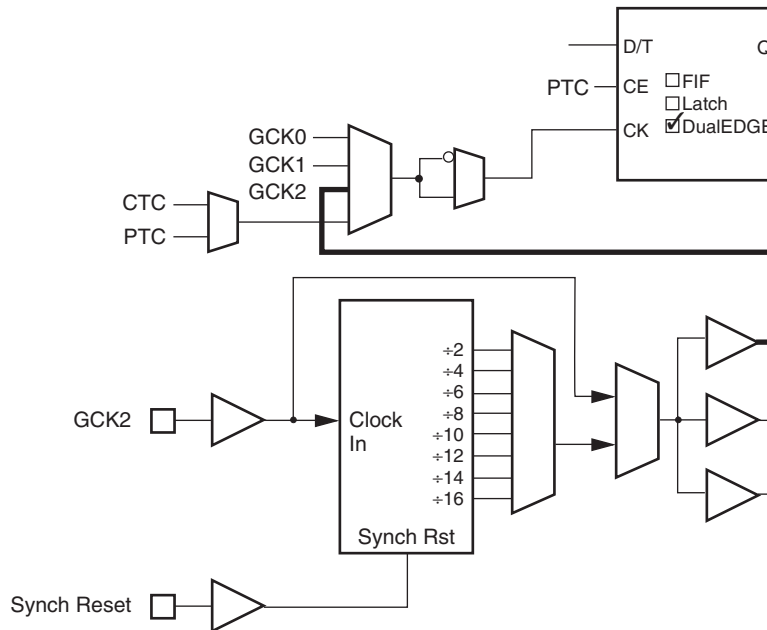 D/T
Q
PTC
CE
FIF
Latch
CK
DualEDGE
GCK0
GCK1
GCK2
CTC
PTC
÷2
÷4
÷6
÷8
÷10
÷12
÷14
÷16
GCK2
Clock
In
Synch Rst
Synch Reset